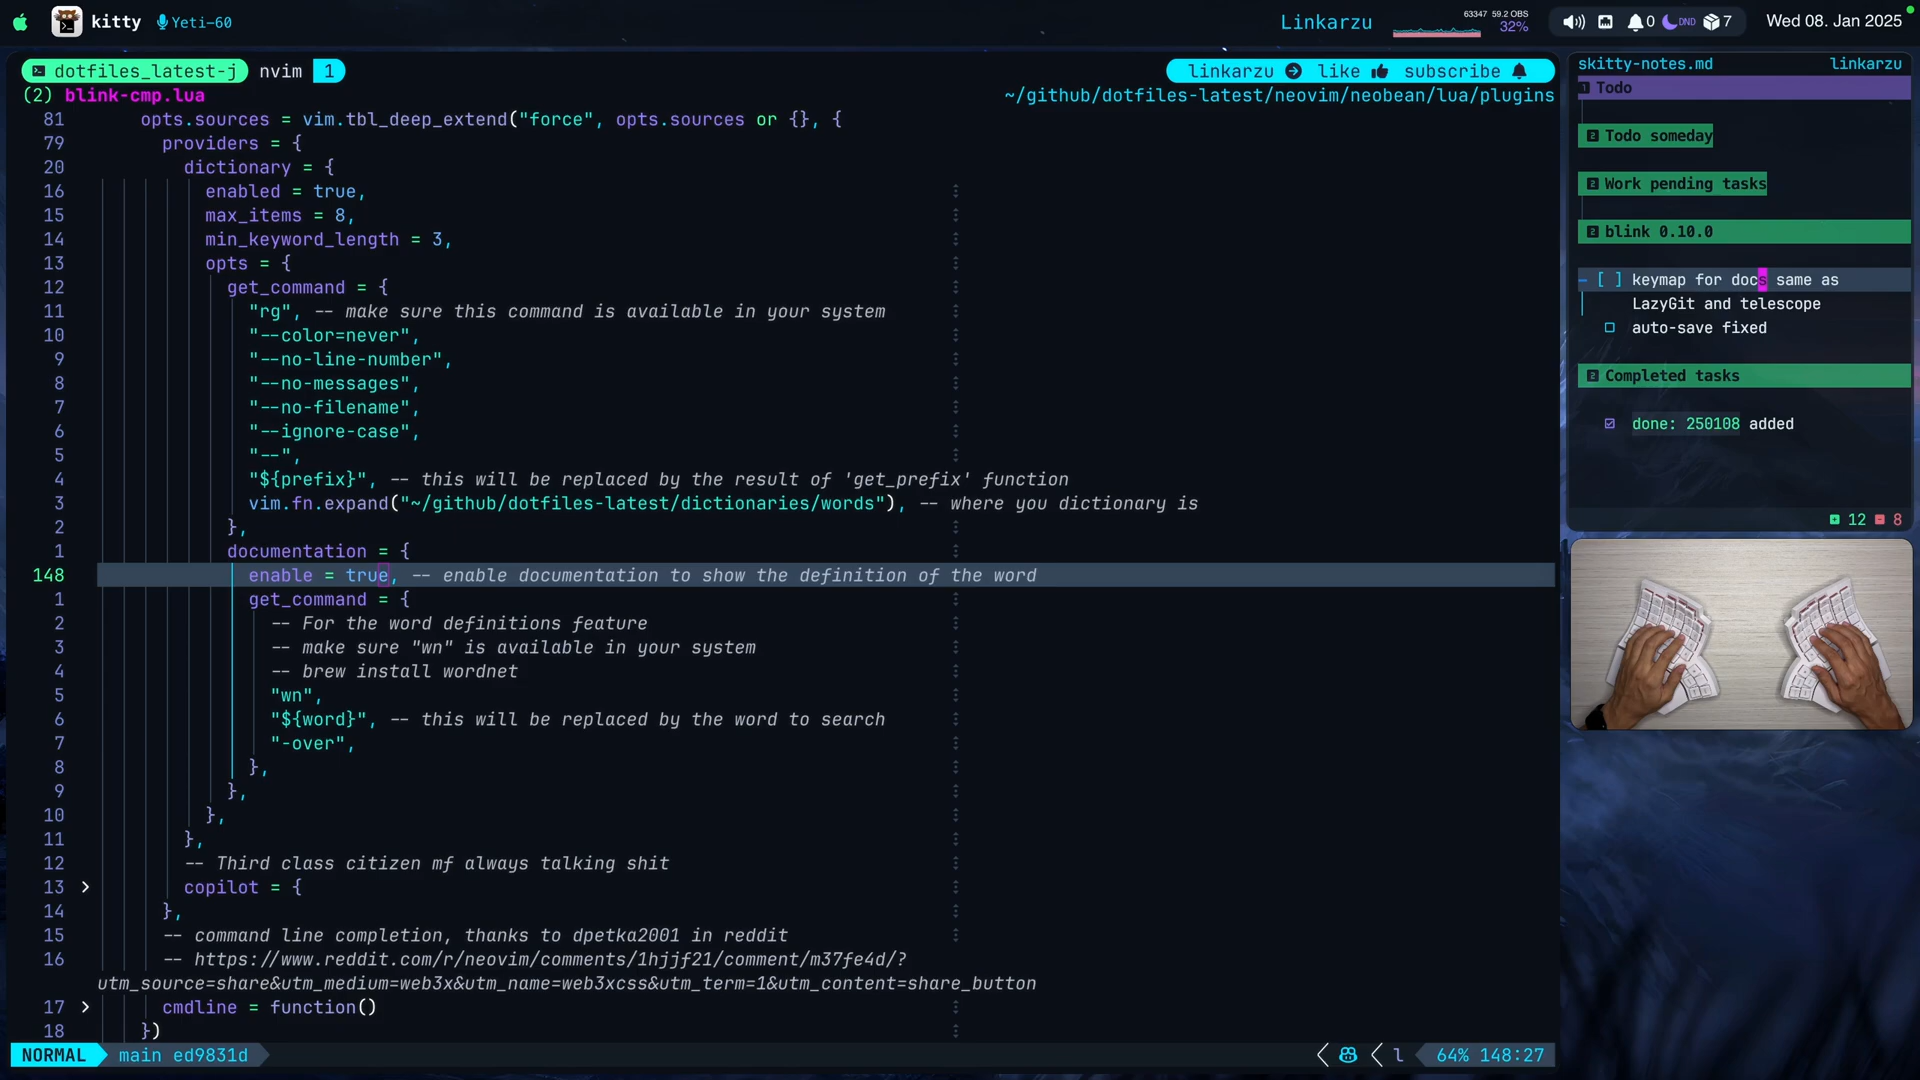 kitty Yeti-60 Linkarzu 63347 59.2 OBS 32% 0 DND 7 Wed 08. Jan 2025
dotfiles_latest-j nvim 1 linkarzu like subscribe
(2) blink-cmp.lua ~/github/dotfiles-latest/neovim/neobean/lua/plugins
81 opts.sources = vim.tbl_deep_extend("force", opts.sources or {}, {
79 providers = {
20 dictionary = {
16 enabled = true,
15 max_items = 8,
14 min_keyword_length = 3,
13 opts = {
12 get_command = {
11 "rg", -- make sure this command is available in your system
10 "--color=never",
9 "--no-line-number",
8 "--no-messages",
7 "--no-filename",
6 "--ignore-case",
5 "--",
4 "${prefix}", -- this will be replaced by the result of 'get_prefix' function
3 vim.fn.expand("~/github/dotfiles-latest/dictionaries/words"), -- where you dictionary is
2 },
1 documentation = {
148 enable = true, -- enable documentation to show the definition of the word
1 get_command = {
2 -- For the word definitions feature
3 -- make sure "wn" is available in your system
4 -- brew install wordnet
5 "wn",
6 "${word}", -- this will be replaced by the word to search
7 "-over",
8 },
9 },
10 },
11 },
12 -- Third class citizen mf always talking shit
13 copilot = {
14 },
15 -- command line completion, thanks to dpetka2001 in reddit
16 -- https://www.reddit.com/r/neovim/comments/1hjjf21/comment/m37fe4d/?
utm_source=share&utm_medium=web3x&utm_name=web3xcss&utm_term=1&utm_content=share_button
17 cmdline = function()
18 })
NORMAL main ed9831d l 64% 148:27
skitty-notes.md linkarzu
1 Todo
2 Todo someday
2 Work pending tasks
2 blink 0.10.0
- [ ] keymap for docs same as
LazyGit and telescope
auto-save fixed
2 Completed tasks
done: 250108 added
12 8